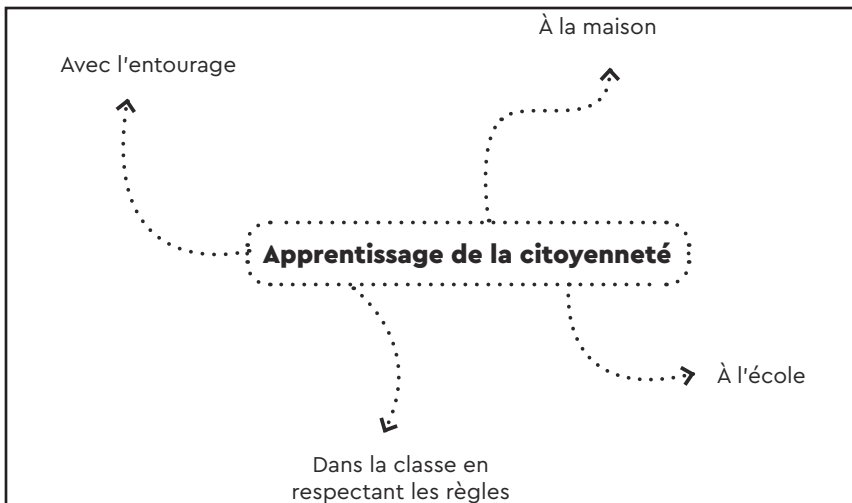 À la maison
Avec l'entourage
Apprentissage de la citoyenneté
À l'école
Dans la classe en
respectant les règles